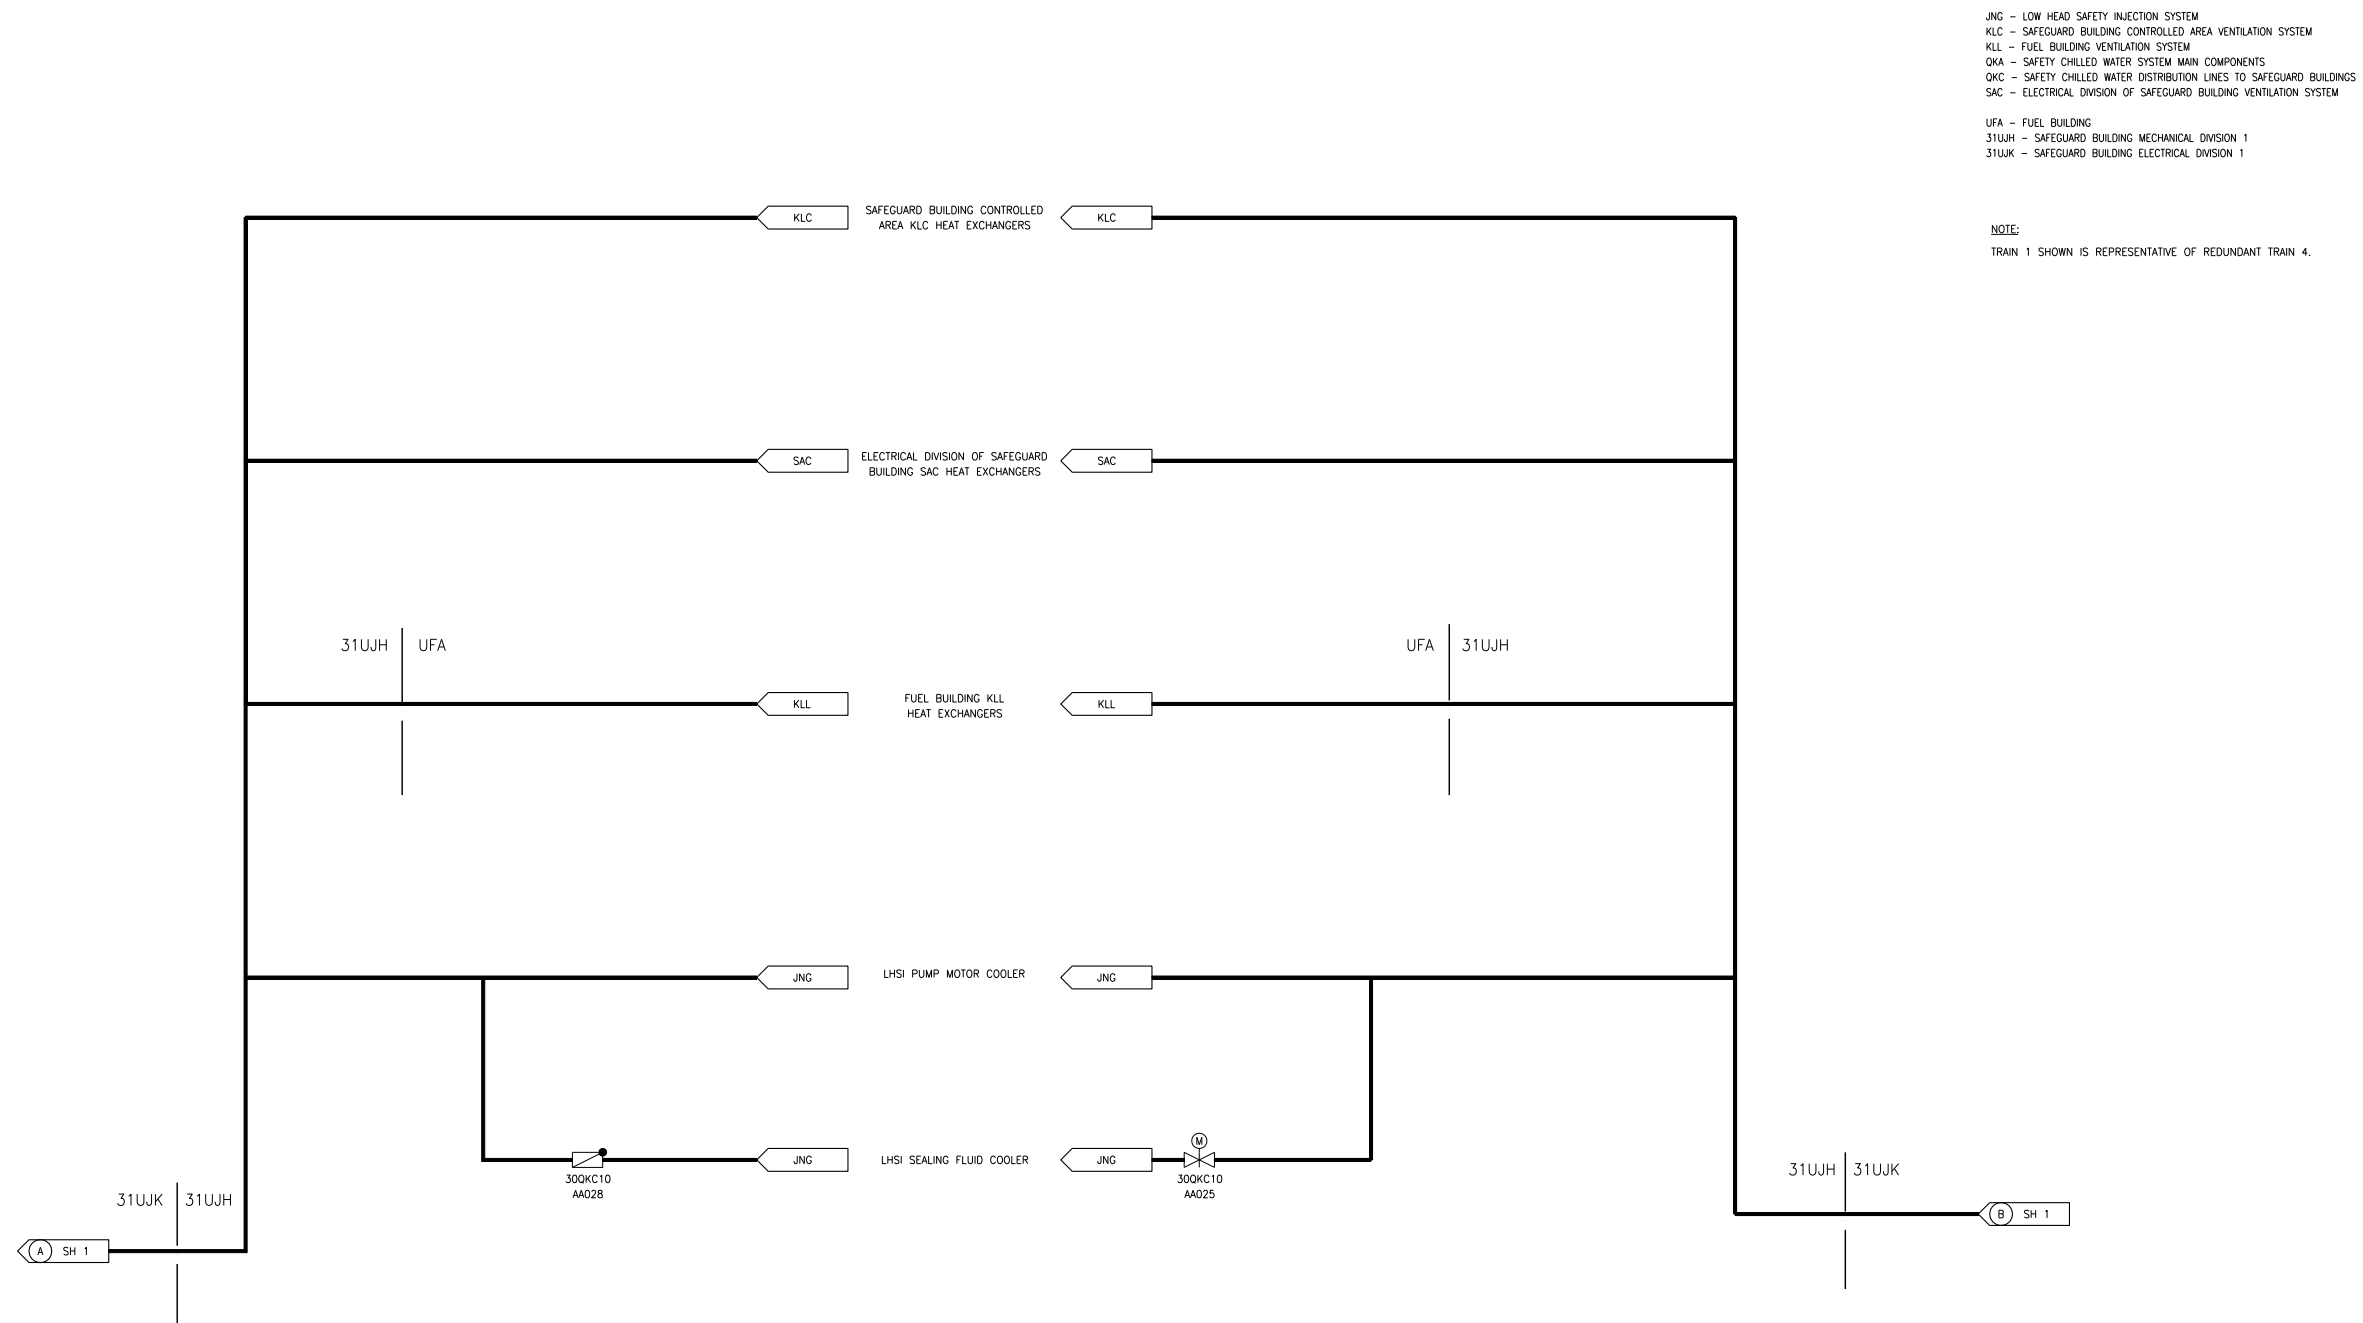 JNG – LOW HEAD SAFETY INJECTION SYSTEM
KLC – SAFEGUARD BUILDING CONTROLLED AREA VENTILATION SYSTEM
KLL – FUEL BUILDING VENTILATION SYSTEM
QKA – SAFETY CHILLED WATER SYSTEM MAIN COMPONENTS
QKC – SAFETY CHILLED WATER DISTRIBUTION LINES TO SAFEGUARD BUILDINGS
SAC – ELECTRICAL DIVISION OF SAFEGUARD BUILDING VENTILATION SYSTEM
UFA – FUEL BUILDING
31UJH – SAFEGUARD BUILDING MECHANICAL DIVISION 1
31UJK – SAFEGUARD BUILDING ELECTRICAL DIVISION 1
NOTE:
TRAIN 1 SHOWN IS REPRESENTATIVE OF REDUNDANT TRAIN 4.
KLC
SAFEGUARD BUILDING CONTROLLED
AREA KLC HEAT EXCHANGERS
KLC
SAC
ELECTRICAL DIVISION OF SAFEGUARD
BUILDING SAC HEAT EXCHANGERS
SAC
31UJH
UFA
UFA
31UJH
KLL
FUEL BUILDING KLL
HEAT EXCHANGERS
KLL
JNG
LHSI PUMP MOTOR COOLER
JNG
JNG
LHSI SEALING FLUID COOLER
JNG
M
30QKC10
AA028
30QKC10
AA025
31UJH
31UJK
31UJK
31UJH
B SH 1
A SH 1